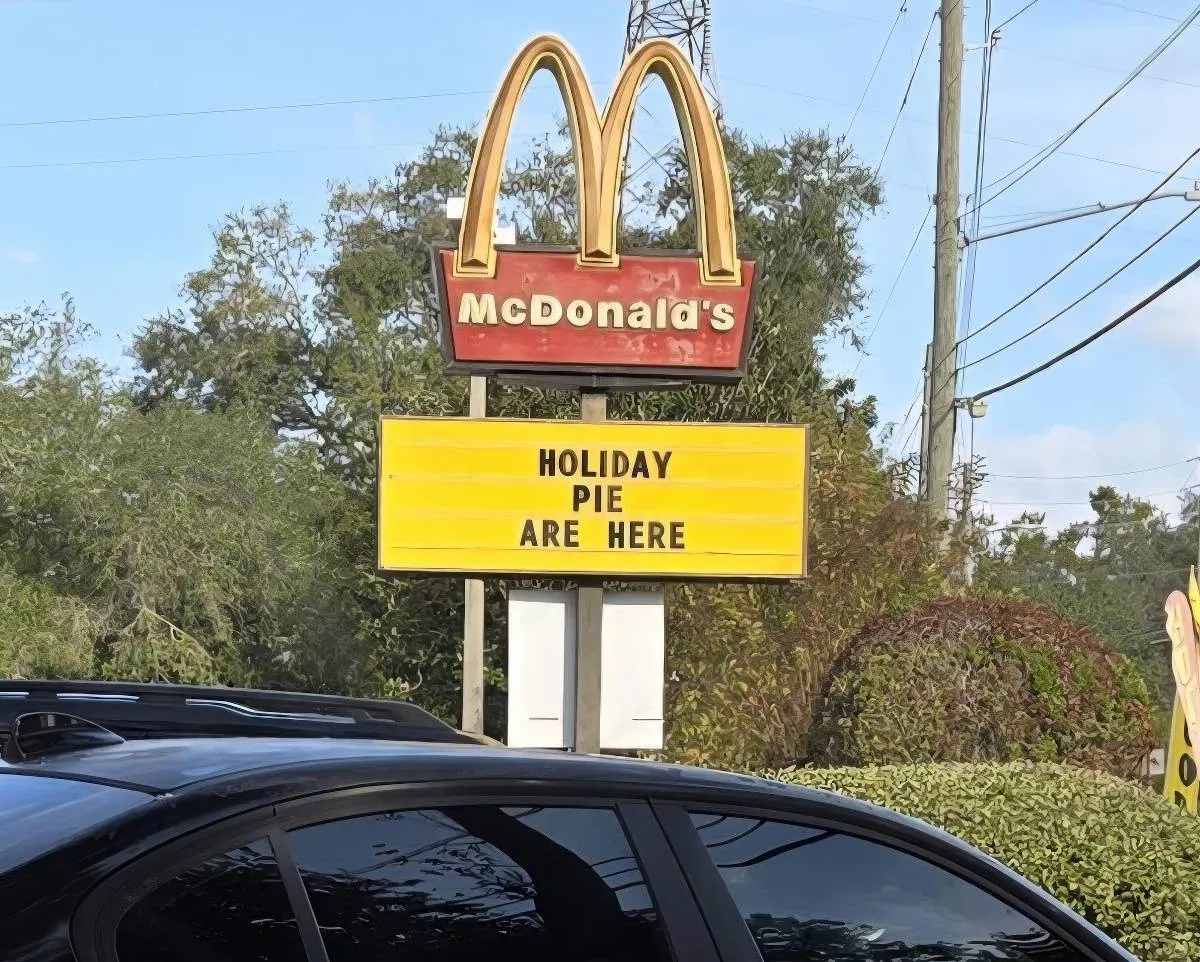 McDonald's
HOLIDAY
PIE
ARE HERE